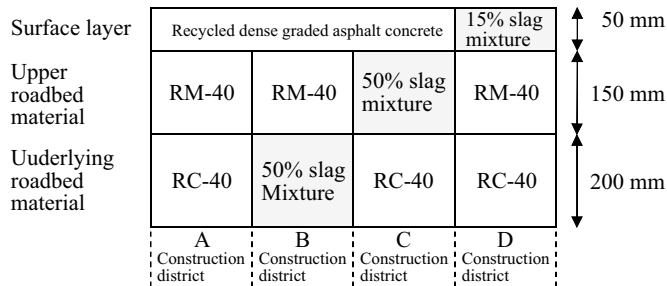 Surface layer
Recycled dense graded asphalt concrete
15% slag
mixture
50 mm
Upper
roadbed
material
RM-40
RM-40
50% slag
mixture
RM-40
150 mm
Uuderlying
roadbed
material
RC-40
50% slag
Mixture
RC-40
RC-40
200 mm
A
Construction
district
B
Construction
district
C
Construction
district
D
Construction
district